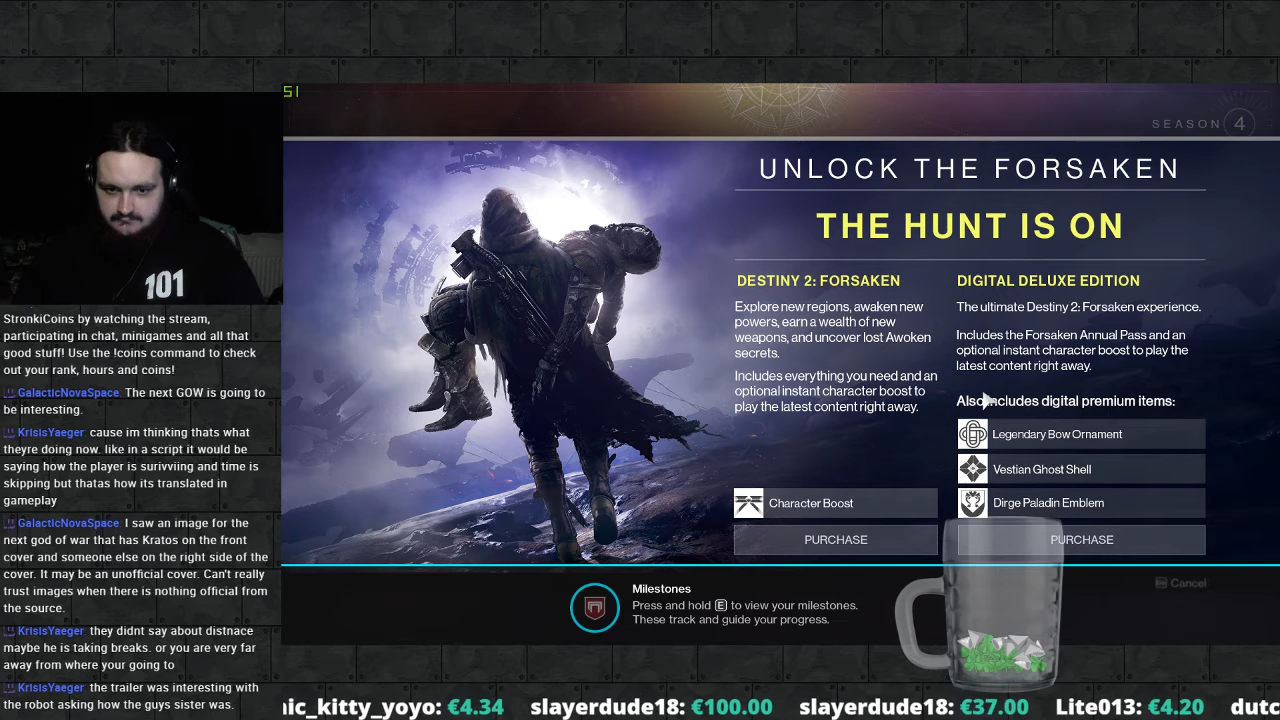 51
SEASON 4
UNLOCK THE FORSAKEN
THE HUNT IS ON
DESTINY 2: FORSAKEN
Explore new regions, awaken new
powers, earn a wealth of new
weapons, and uncover lost Awoken
secrets.
Includes everything you need and an
optional instant character boost to
play the latest content right away.
Character Boost
PURCHASE
DIGITAL DELUXE EDITION
The ultimate Destiny 2: Forsaken experience.
Includes the Forsaken Annual Pass and an
optional instant character boost to play the
latest content right away.
Also includes digital premium items:
Legendary Bow Ornament
Vestian Ghost Shell
Dirge Paladin Emblem
PURCHASE
Cancel
Milestones
Press and hold E to view your milestones.
These track and guide your progress.
101
StronkiCoins by watching the stream,
participating in chat, minigames and all that
good stuff! Use the !coins command to check
out your rank, hours and coins!
GalacticNovaSpace: The next GOW is going to
be interesting.
KrisisYaeger: cause im thinking thats what
theyre doing now. like in a script it would be
saying how the player is surivviing and time is
skipping but thatas how its translated in
gameplay
GalacticNovaSpace: I saw an image for the
next god of war that has Kratos on the front
cover and someone else on the right side of the
cover. It may be an unofficial cover. Can't really
trust images when there is nothing official from
the source.
KrisisYaeger: they didnt say about distnace
maybe he is taking breaks. or you are very far
away from where your going to
KrisisYaeger: the trailer was interesting with
the robot asking how the guys sister was.
nic_kitty_yoyo: €4.34 slayerdude18: €100.00 slayerdude18: €37.00 Lite013: €4.20 dutc